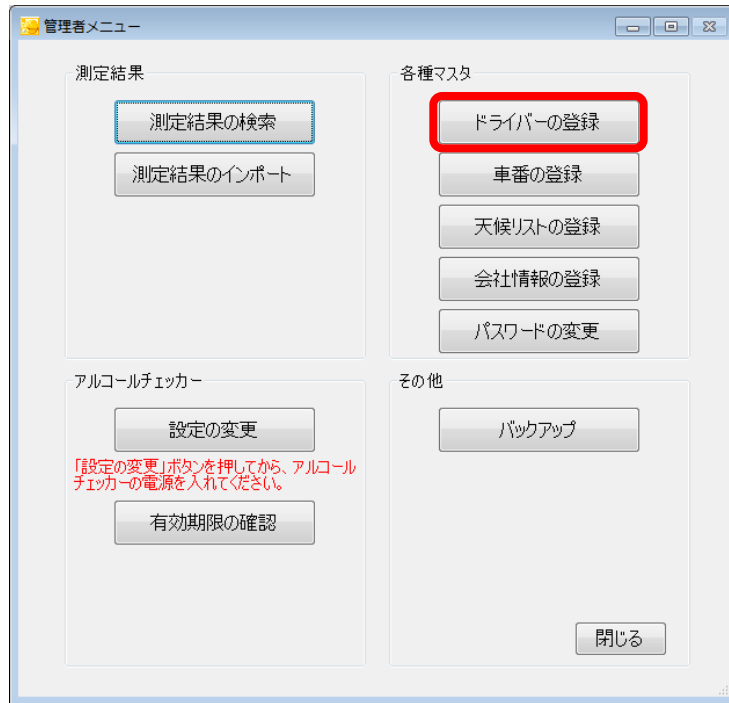 管理者メニュー
測定結果
測定結果の検索
測定結果のインポート
各種マスタ
ドライバーの登録
車番の登録
天候リストの登録
会社情報の登録
パスワードの変更
アルコールチェッカー
設定の変更
「設定の変更」ボタンを押してから、アルコール
チェッカーの電源を入れてください。
有効期限の確認
その他
バックアップ
閉じる